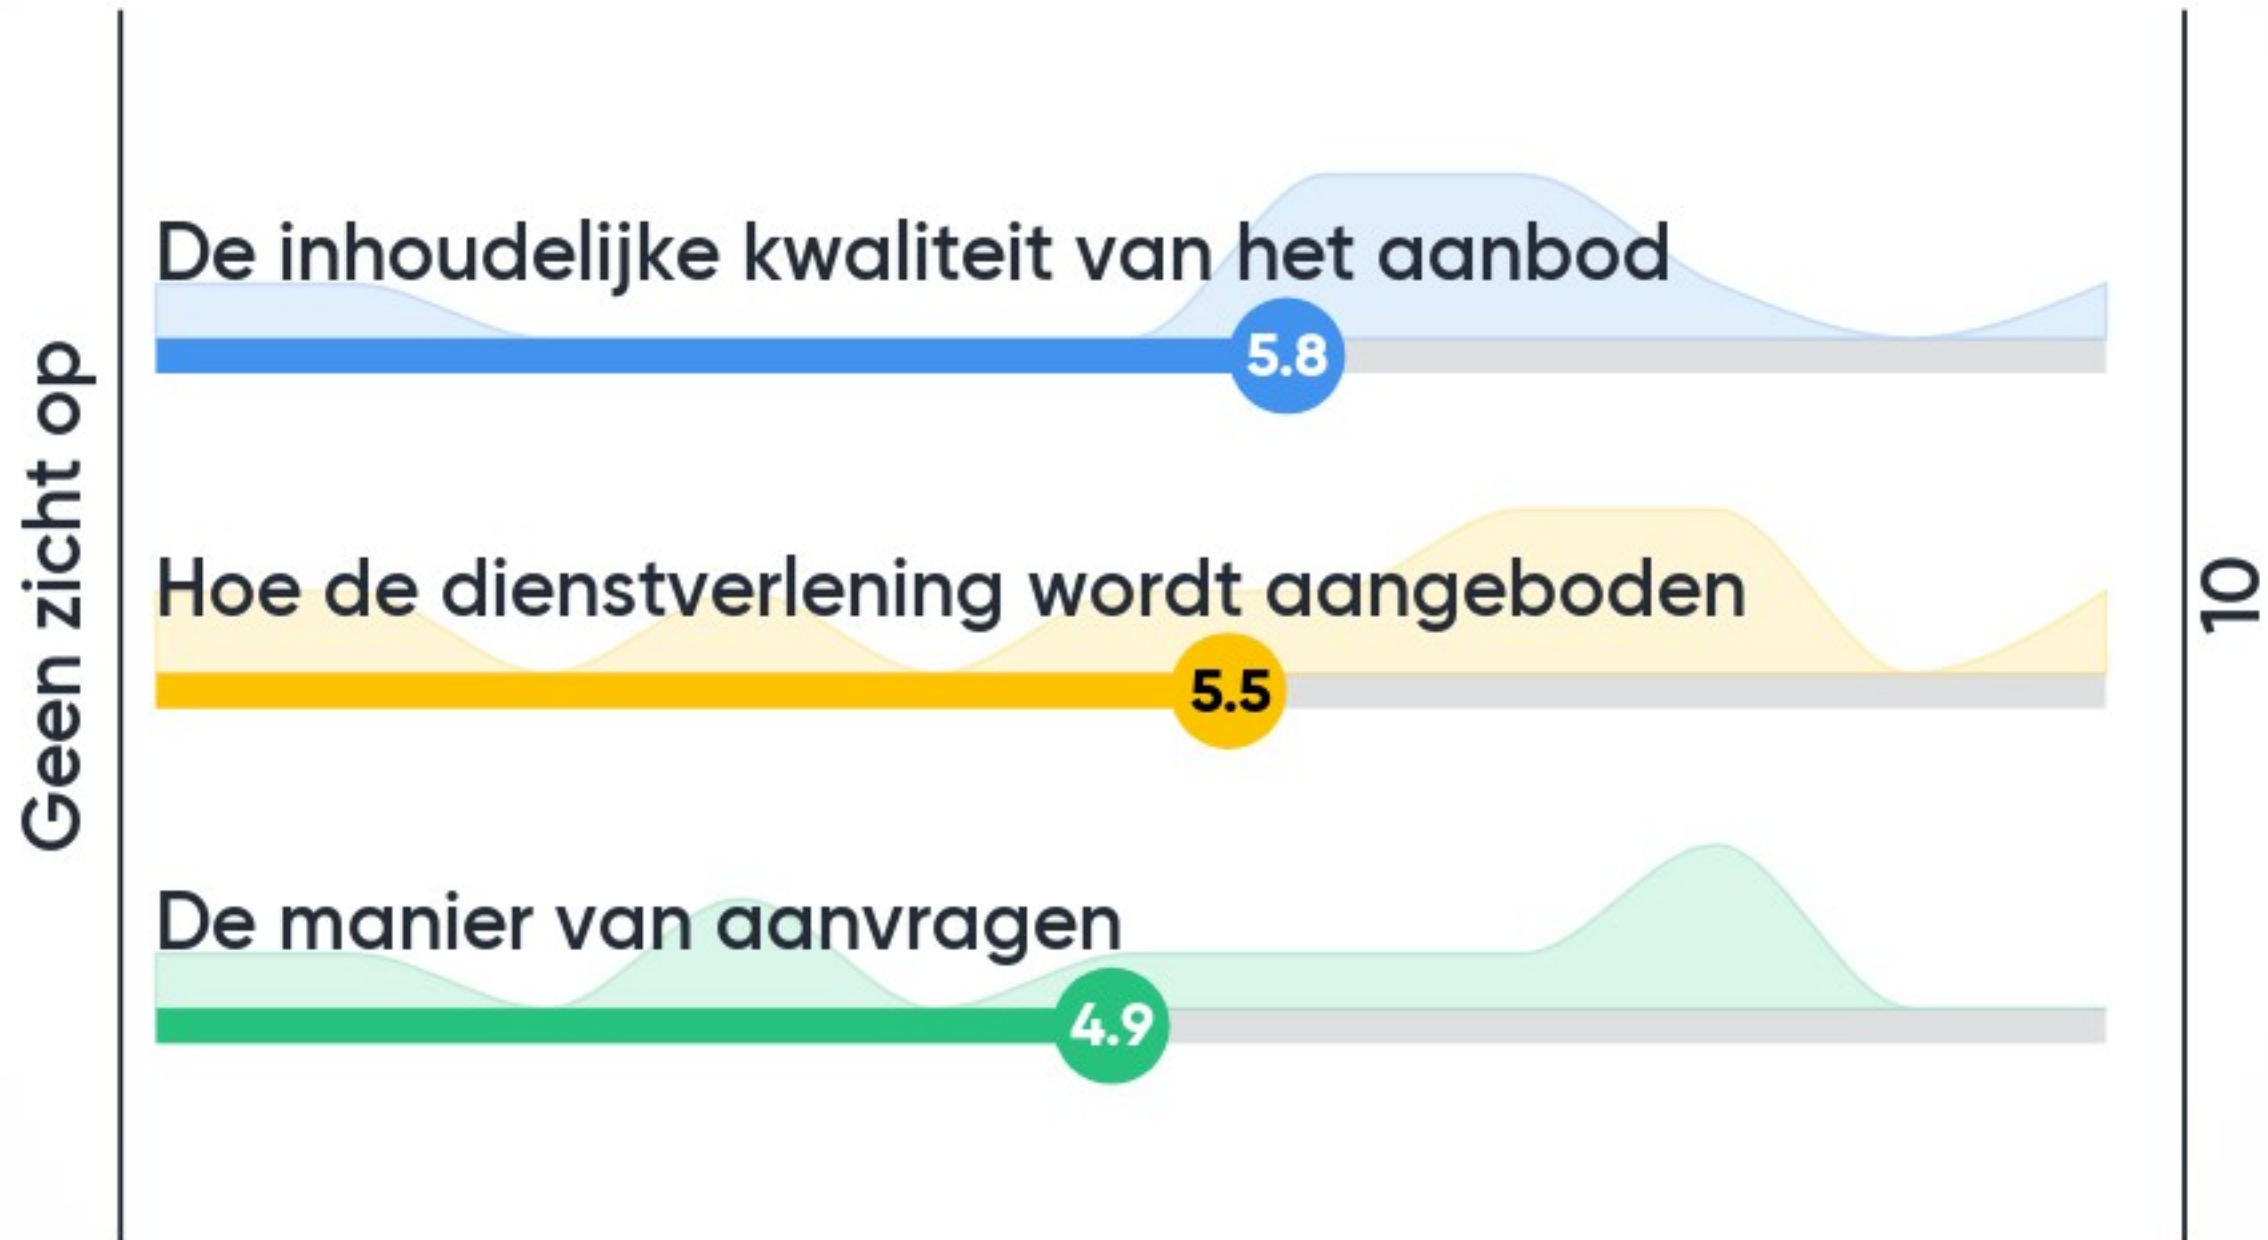 Geen zicht op
De inhoudelijke kwaliteit van het aanbod
5.8
Hoe de dienstverlening wordt aangeboden
5.5
De manier van aanvragen
4.9
10